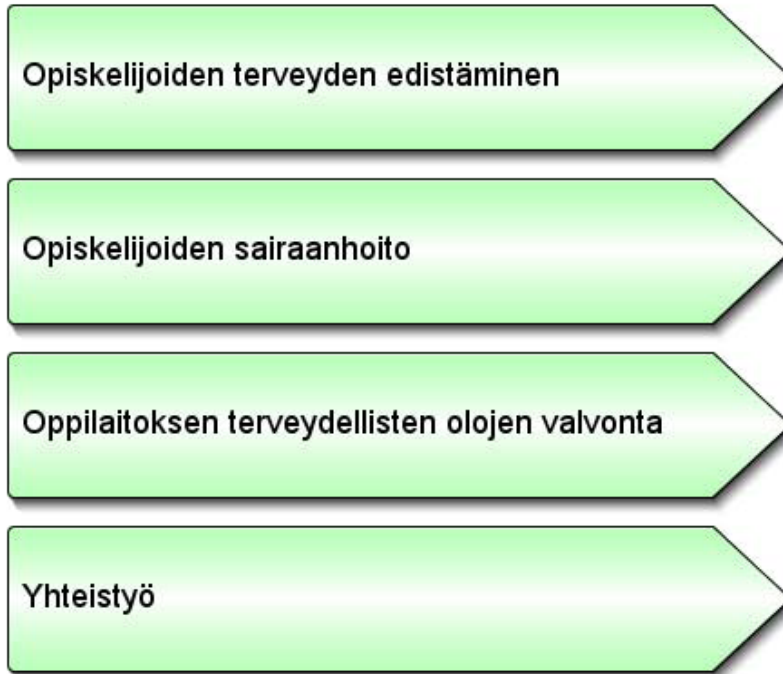 Opiskelijoiden terveyden edistäminen
Opiskelijoiden sairaanhoito
Oppilaitoksen terveydellisten olojen valvonta
Yhteistyö